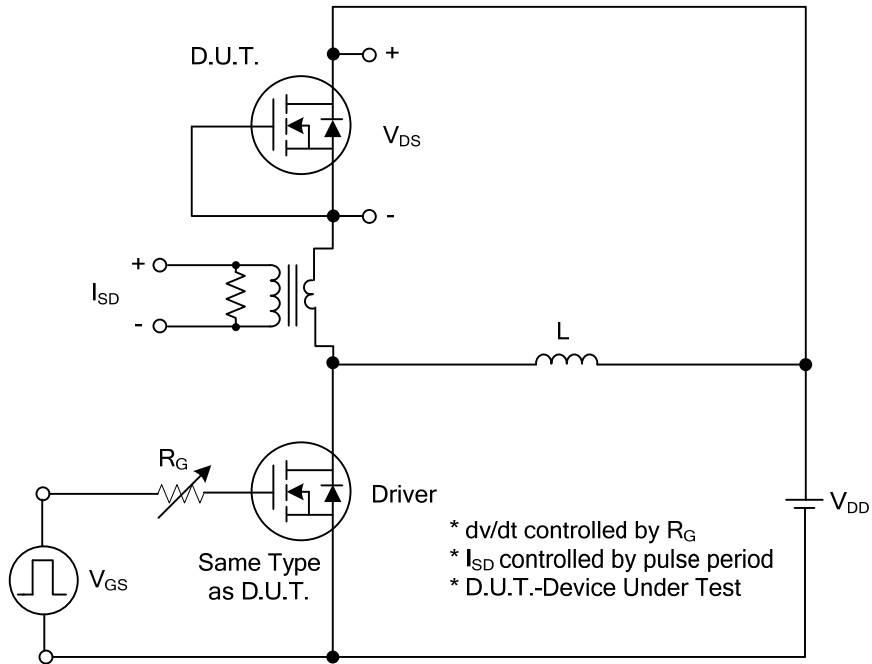 D.U.T.
+
V_DS
-
+
I_SD
-
L
R_G
Driver
V_DD
Same Type
as D.U.T.
V_GS
* dv/dt controlled by R_G
* I_SD controlled by pulse period
* D.U.T.-Device Under Test